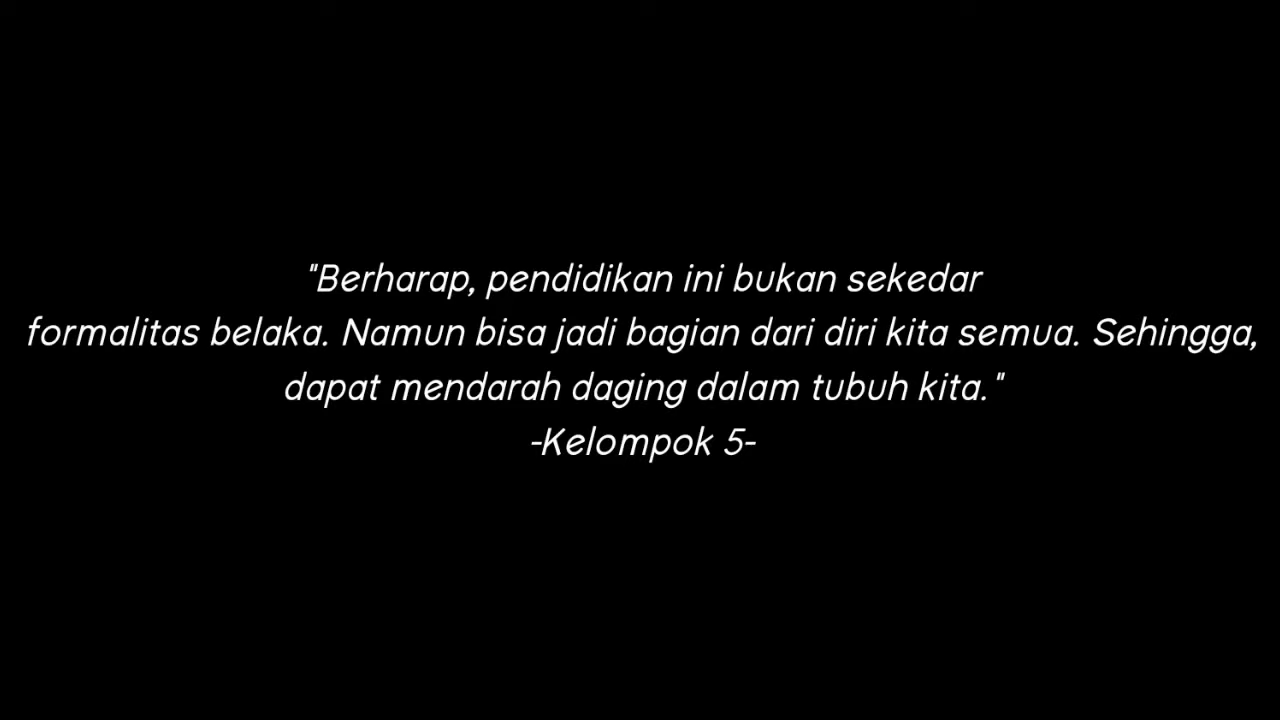 "Berharap, pendidikan ini bukan sekedar
formalitas belaka. Namun bisa jadi bagian dari diri kita semua. Sehingga,
dapat mendarah daging dalam tubuh kita."
-Kelompok 5-